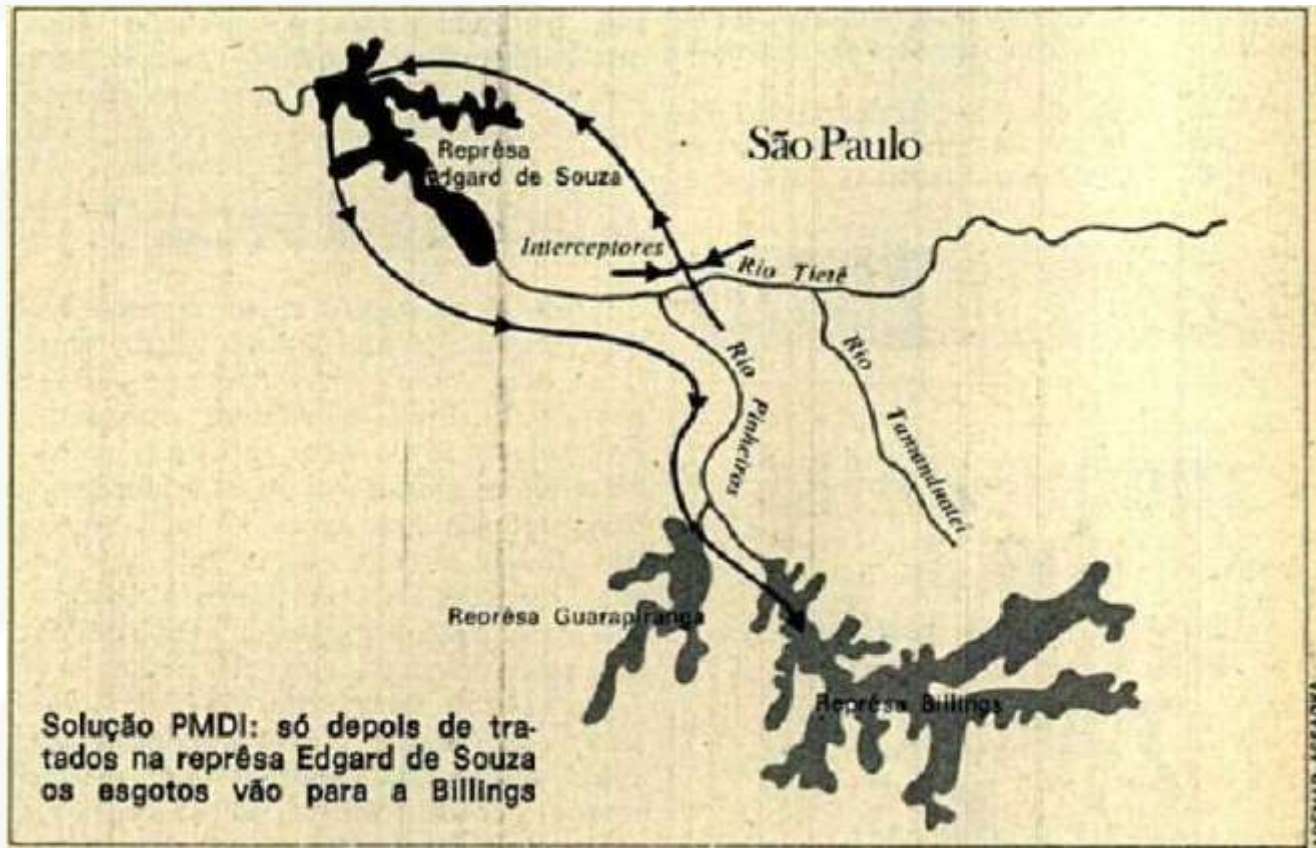 São Paulo
Reprêsa
Edgard de Souza
Interceptores
Rio Tietê
Rio Pinheiros
Rio Tamanduateí
Reprêsa Guarapiranga
Reprêsa Billings
Solução PMDI: só depois de tra-
tados na reprêsa Edgard de Souza
os esgotos vão para a Billings